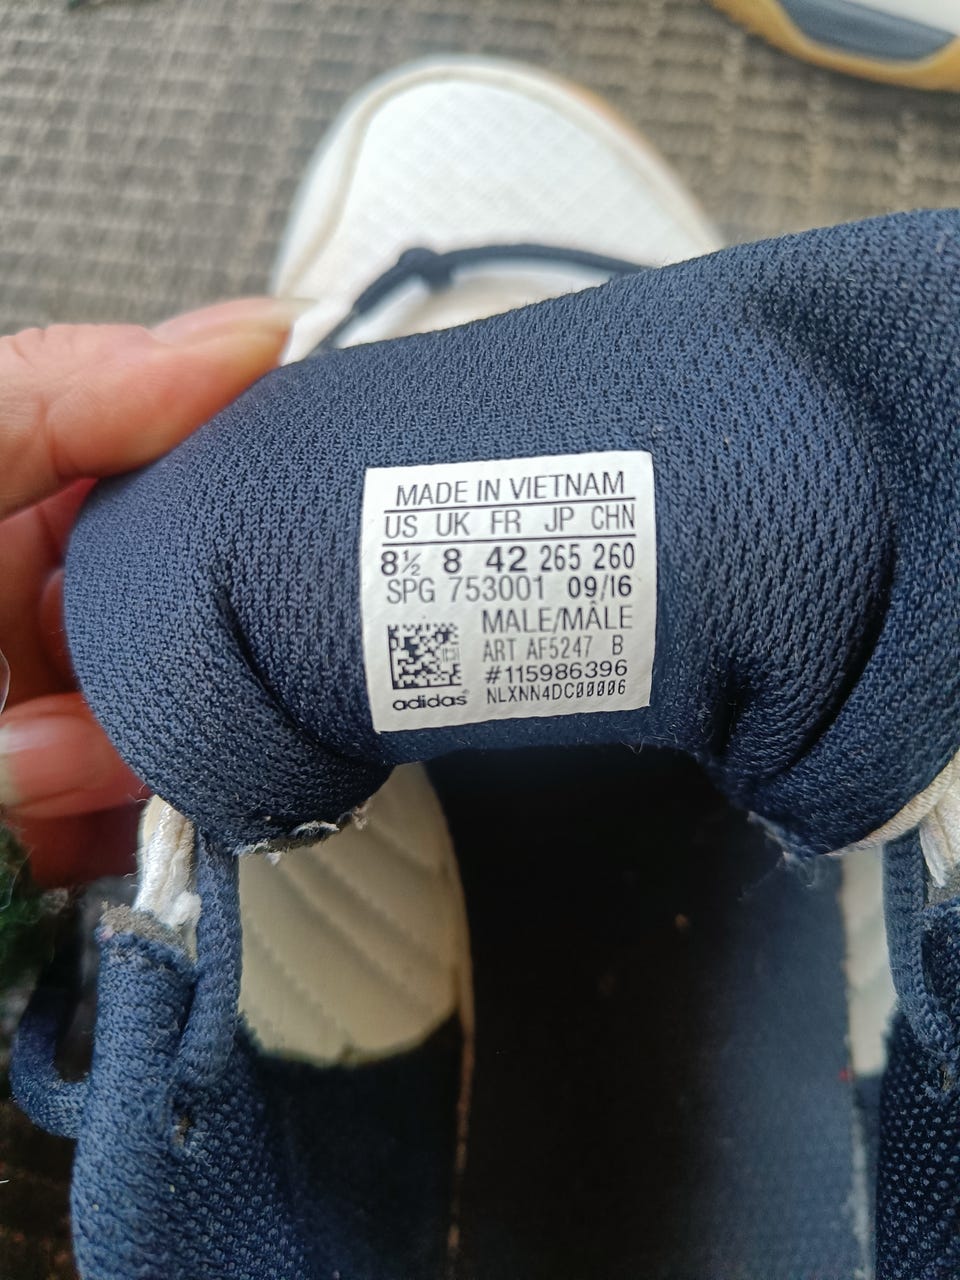 MADE IN VIETNAM
US UK FR JP CHN
8½ 8 42 265 260
SPG 753001 09/16
MALE/MÂLE
ART AF5247 B
#115986396
adidas NLXNN4DC00006